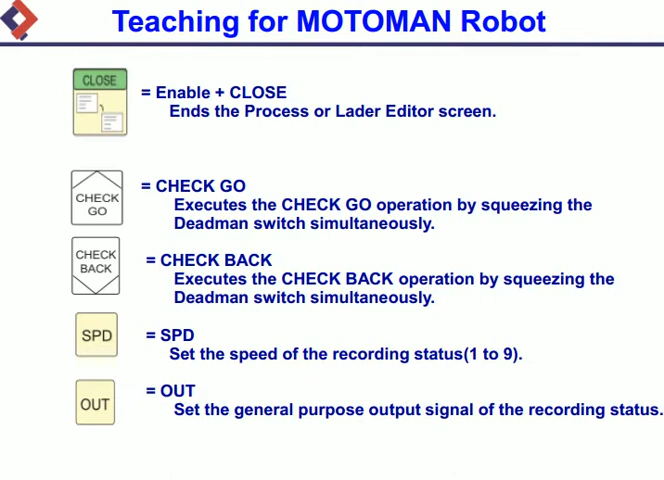 Teaching for MOTOMAN Robot
CLOSE
= Enable + CLOSE
Ends the Process or Lader Editor screen.
CHECK
GO
= CHECK GO
Executes the CHECK GO operation by squeezing the
Deadman switch simultaneously.
CHECK
BACK
= CHECK BACK
Executes the CHECK BACK operation by squeezing the
Deadman switch simultaneously.
SPD
= SPD
Set the speed of the recording status(1 to 9).
OUT
= OUT
Set the general purpose output signal of the recording status.